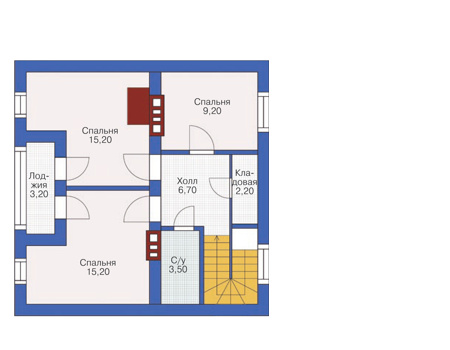 Спальня
9,20
Спальня
15,20
Лод-
жия
3,20
Холл
6,70
Кла-
довая
2,20
Спальня
15,20
С/у
3,50